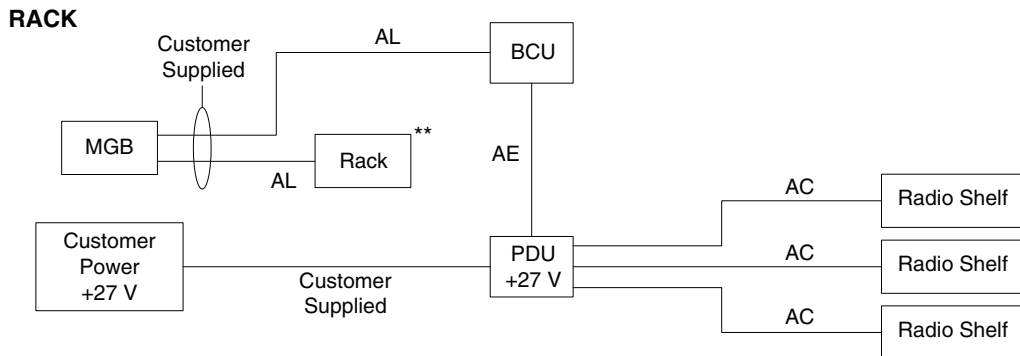 RACK
Customer
Supplied
AL
BCU
MGB
**
Rack
AL
AE
AC
Radio Shelf
Customer
Power
+27 V
Customer
Supplied
PDU
+27 V
AC
Radio Shelf
AC
Radio Shelf